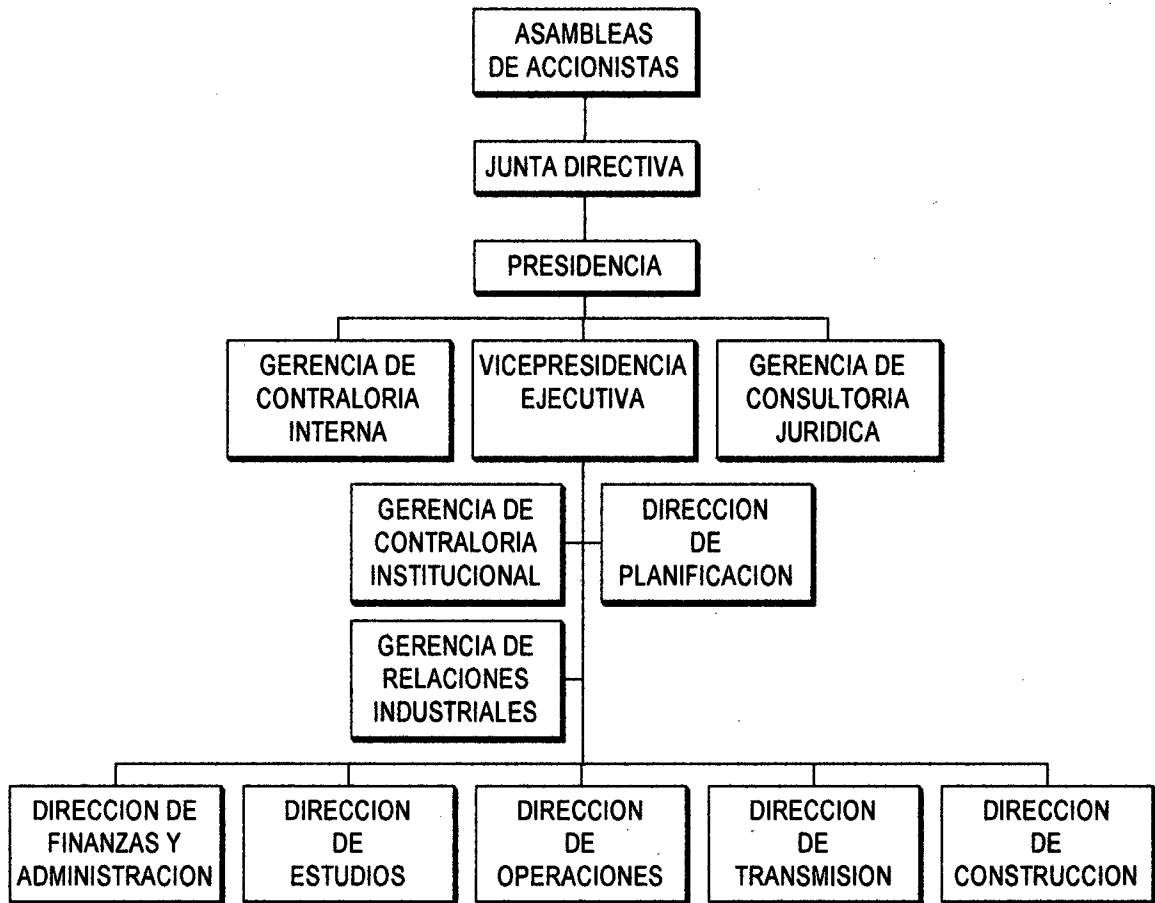 ASAMBLEAS
DE ACCIONISTAS
JUNTA DIRECTIVA
PRESIDENCIA
GERENCIA DE
CONTRALORIA
INTERNA
VICEPRESIDENCIA
EJECUTIVA
GERENCIA DE
CONSULTORIA
JURIDICA
GERENCIA DE
CONTRALORIA
INSTITUCIONAL
DIRECCION
DE
PLANIFICACION
GERENCIA DE
RELACIONES
INDUSTRIALES
DIRECCION DE
FINANZAS Y
ADMINISTRACION
DIRECCION
DE
ESTUDIOS
DIRECCION
DE
OPERACIONES
DIRECCION
DE
TRANSMISION
DIRECCION
DE
CONSTRUCCION